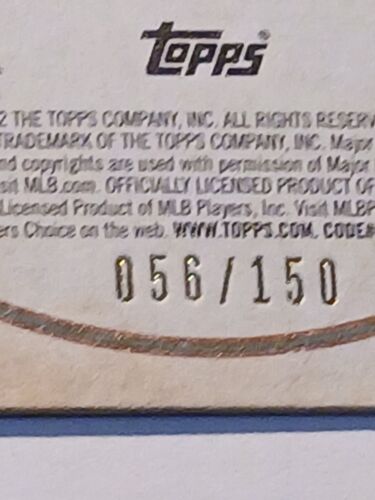 Topps®
2 THE TOPPS COMPANY, INC. ALL RIGHTS RESERV
TRADEMARK OF THE TOPPS COMPANY, INC. Major
nd copyrights are used with permission of Major
sit MLB.com. OFFICIALLY LICENSED PRODUCT OF
Licensed Product of MLB Players, Inc. Visit MLBP
ers Choice on the web. WWW.TOPPS.COM. CODE#
056/150